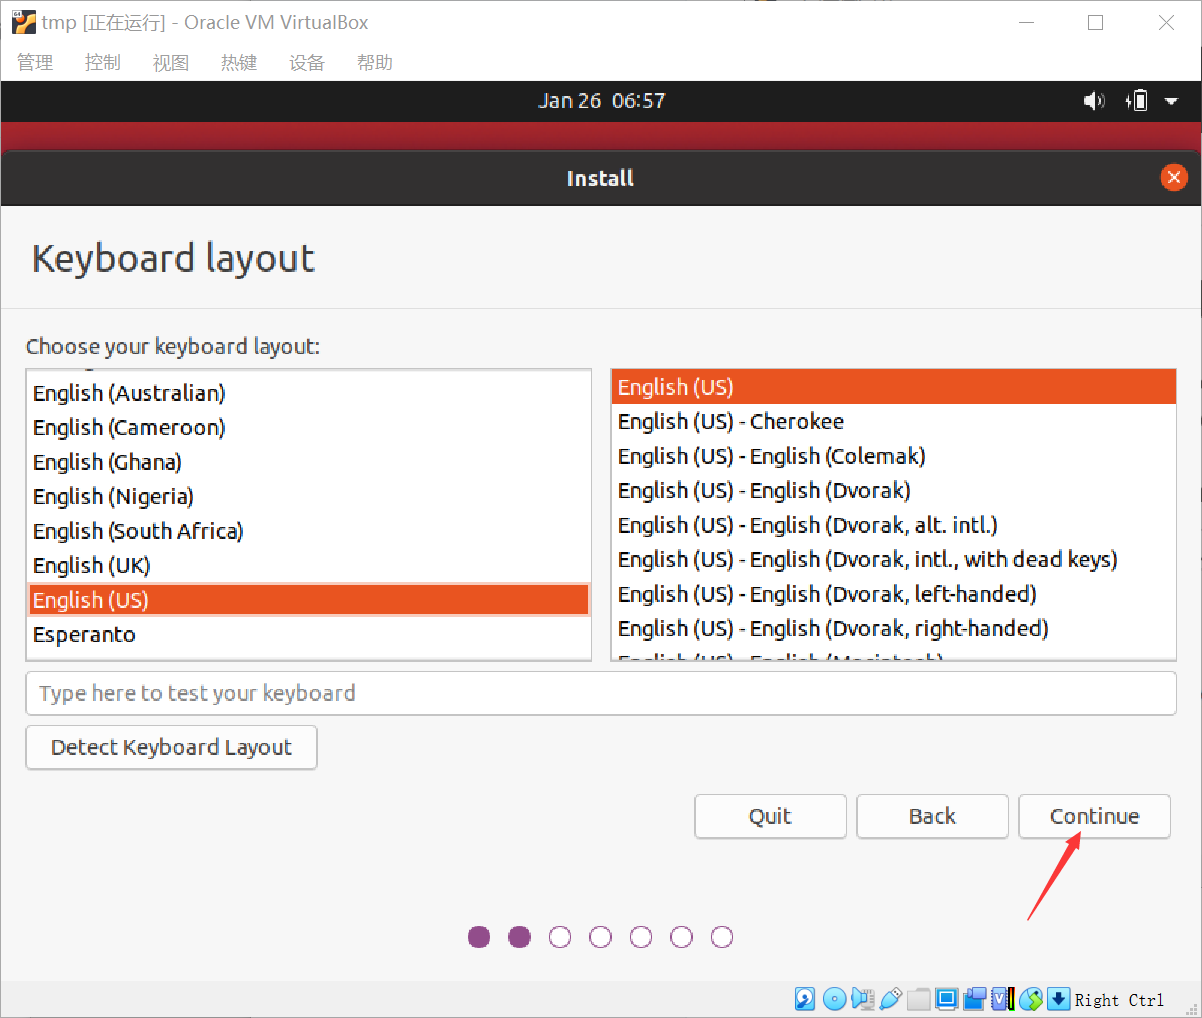 tmp [正在运行] - Oracle VM VirtualBox
管理 控制 视图 热键 设备 帮助
Jan 26 06:57
Install
Keyboard layout
Choose your keyboard layout:
English (Australian)
English (Cameroon)
English (Ghana)
English (Nigeria)
English (South Africa)
English (UK)
English (US)
Esperanto
English (US)
English (US) - Cherokee
English (US) - English (Colemak)
English (US) - English (Dvorak)
English (US) - English (Dvorak, alt. intl.)
English (US) - English (Dvorak, intl., with dead keys)
English (US) - English (Dvorak, left-handed)
English (US) - English (Dvorak, right-handed)
English (US) - English (Macintosh)
Type here to test your keyboard
Detect Keyboard Layout
Quit Back Continue
Right Ctrl